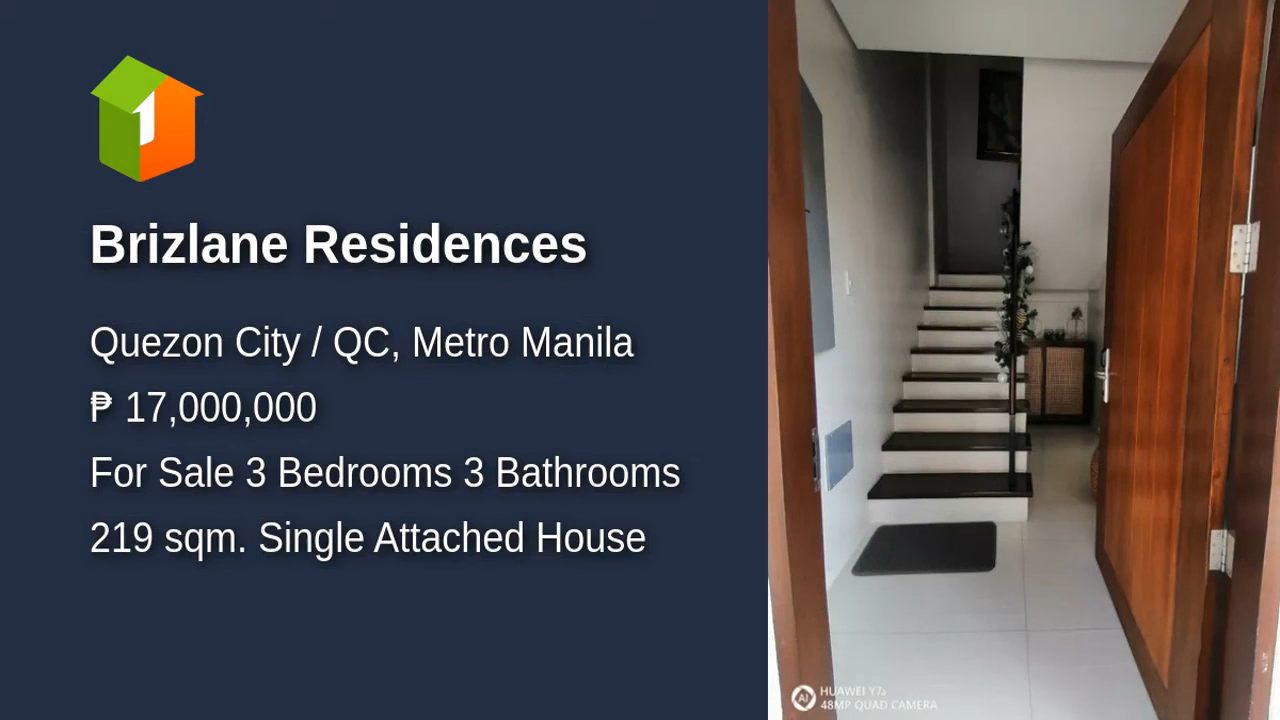 Brizlane Residences
Quezon City / QC, Metro Manila
₱ 17,000,000
For Sale 3 Bedrooms 3 Bathrooms
219 sqm. Single Attached House
AI
HUAWEI Y7a
48MP QUAD CAMERA